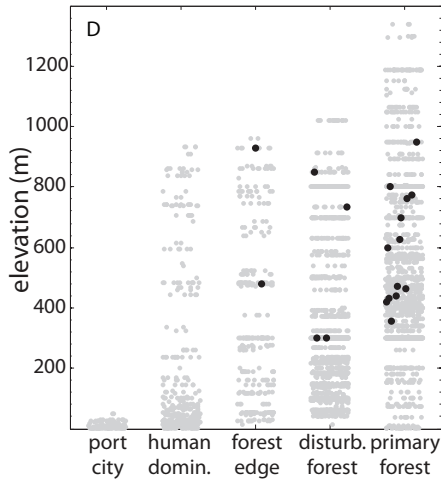 D
1200
1000
800
600
400
200
elevation (m)
port
city
human
domin.
forest
edge
disturb.
forest
primary
forest